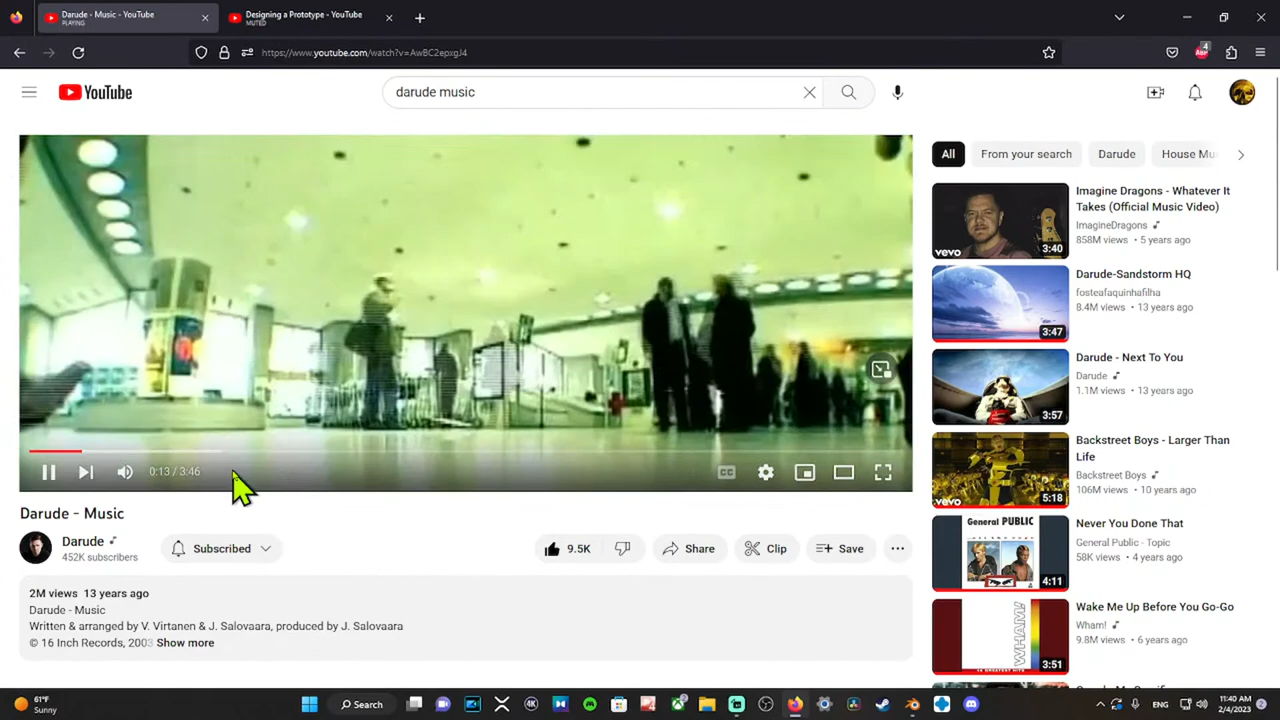 Darude - Music - YouTube
PLAYING
Designing a Prototype - YouTube
MUTED
https://www.youtube.com/watch?v=AwBC2epxgJ4
4
YouTube
darude music
All
From your search
Darude
House Mu
Imagine Dragons - Whatever It
Takes (Official Music Video)
ImagineDragons
858M views • 5 years ago
vevo
3:40
Darude-Sandstorm HQ
fosteafaquinhafilha
8.4M views • 13 years ago
3:47
Darude - Next To You
Darude
1.1M views • 13 years ago
3:57
Backstreet Boys - Larger Than
Life
Backstreet Boys
106M views • 10 years ago
vevo
5:18
General PUBLIC
Never You Done That
General Public - Topic
58K views • 4 years ago
4:11
WHAM!
Wake Me Up Before You Go-Go
Wham!
9.8M views • 6 years ago
3:51
0:13 / 3:46
CC
Darude - Music
Darude
452K subscribers
Subscribed
9.5K
Share
Clip
Save
2M views 13 years ago
Darude - Music
Written & arranged by V. Virtanen & J. Salovaara, produced by J. Salovaara
© 16 Inch Records, 2003 Show more
61°F
Sunny
Search
ENG
11:40 AM
2/4/2023